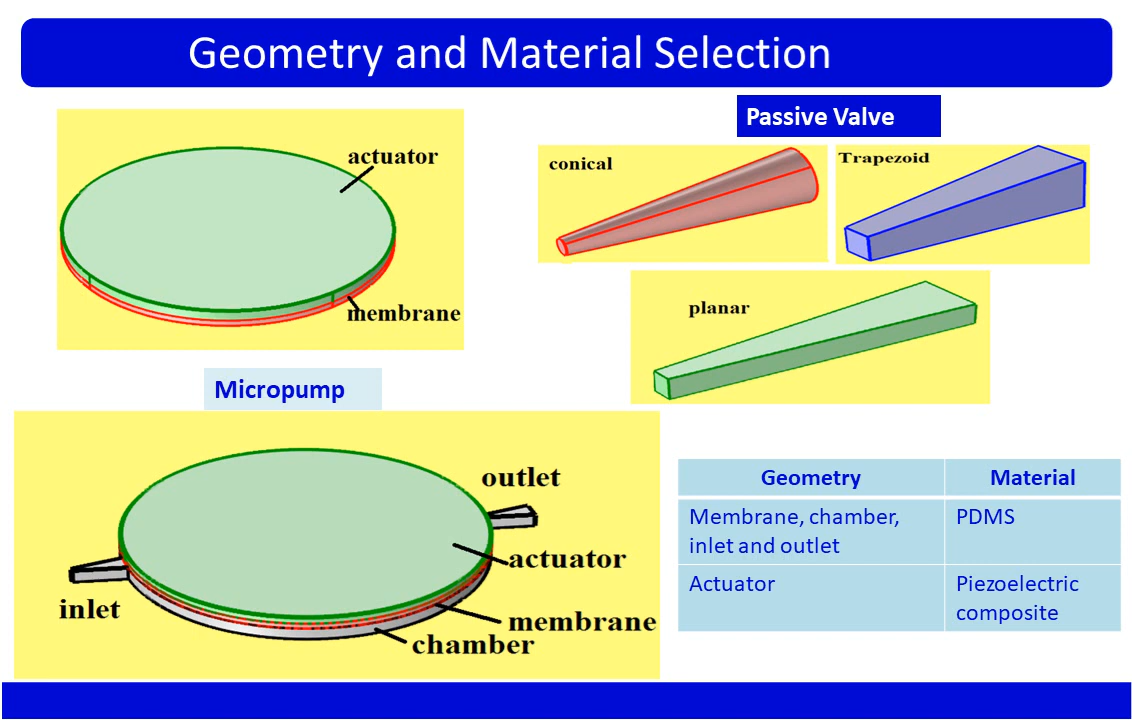 Geometry and Material Selection
actuator
membrane
Passive Valve
conical
Trapezoid
planar
Micropump
outlet
actuator
inlet
membrane
chamber
Geometry Material
Membrane, chamber, PDMS
inlet and outlet
Actuator Piezoelectric
composite